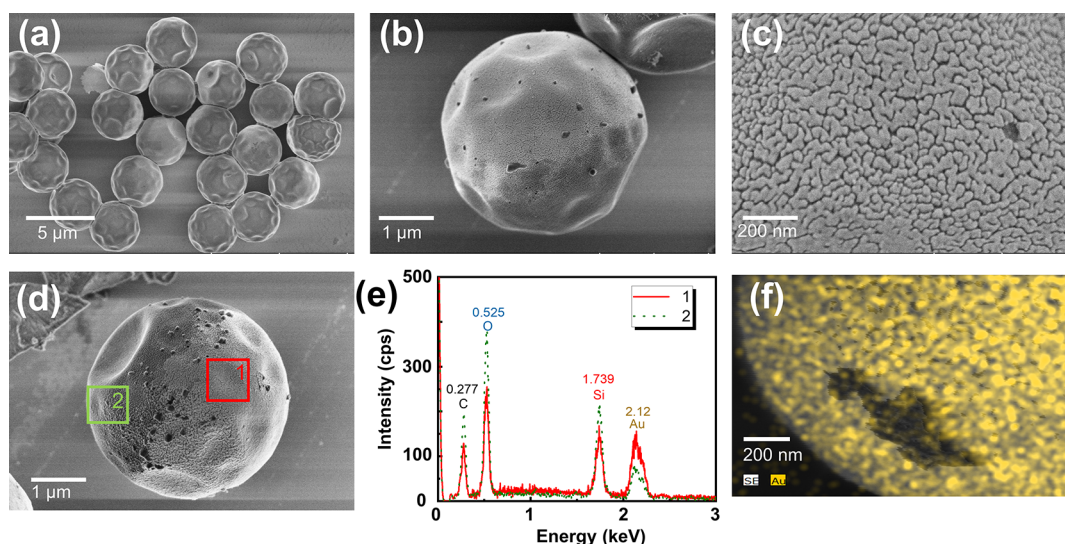 (a)
5 µm
(b)
1 µm
(c)
200 nm
(d)
1
2
1 µm
(e)
500
300
100
0
Intensity (cps)
0.277
C
0.525
O
1.739
Si
2.12
Au
1
2
0
1
2
3
Energy (keV)
(f)
200 nm
SE
Au